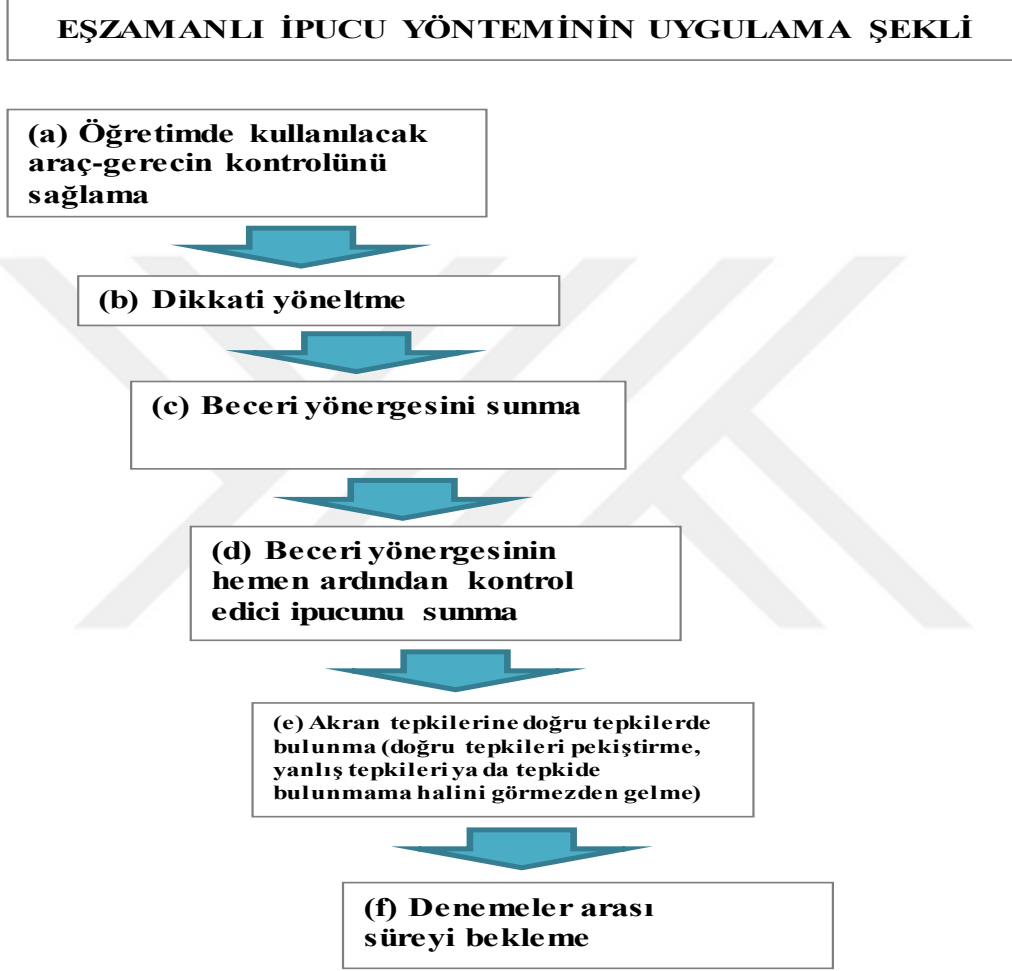 EŞZAMANLI İPUCU YÖNTEMİNİN UYGULAMA ŞEKLİ
(a) Öğretimde kullanılacak
araç-gerecin kontrolünü
sağlama
(b) Dikkati yöneltme
(c) Beceri yönergesini sunma
(d) Beceri yönergesinin
hemen ardından kontrol
edici ipucunu sunma
(e) Akran tepkilerine doğru tepkilerde
bulunma (doğru tepkileri pekiştirme,
yanlış tepkileri ya da tepkide
bulunmama halini görmezden gelme)
(f) Denemeler arası
süreyi bekleme